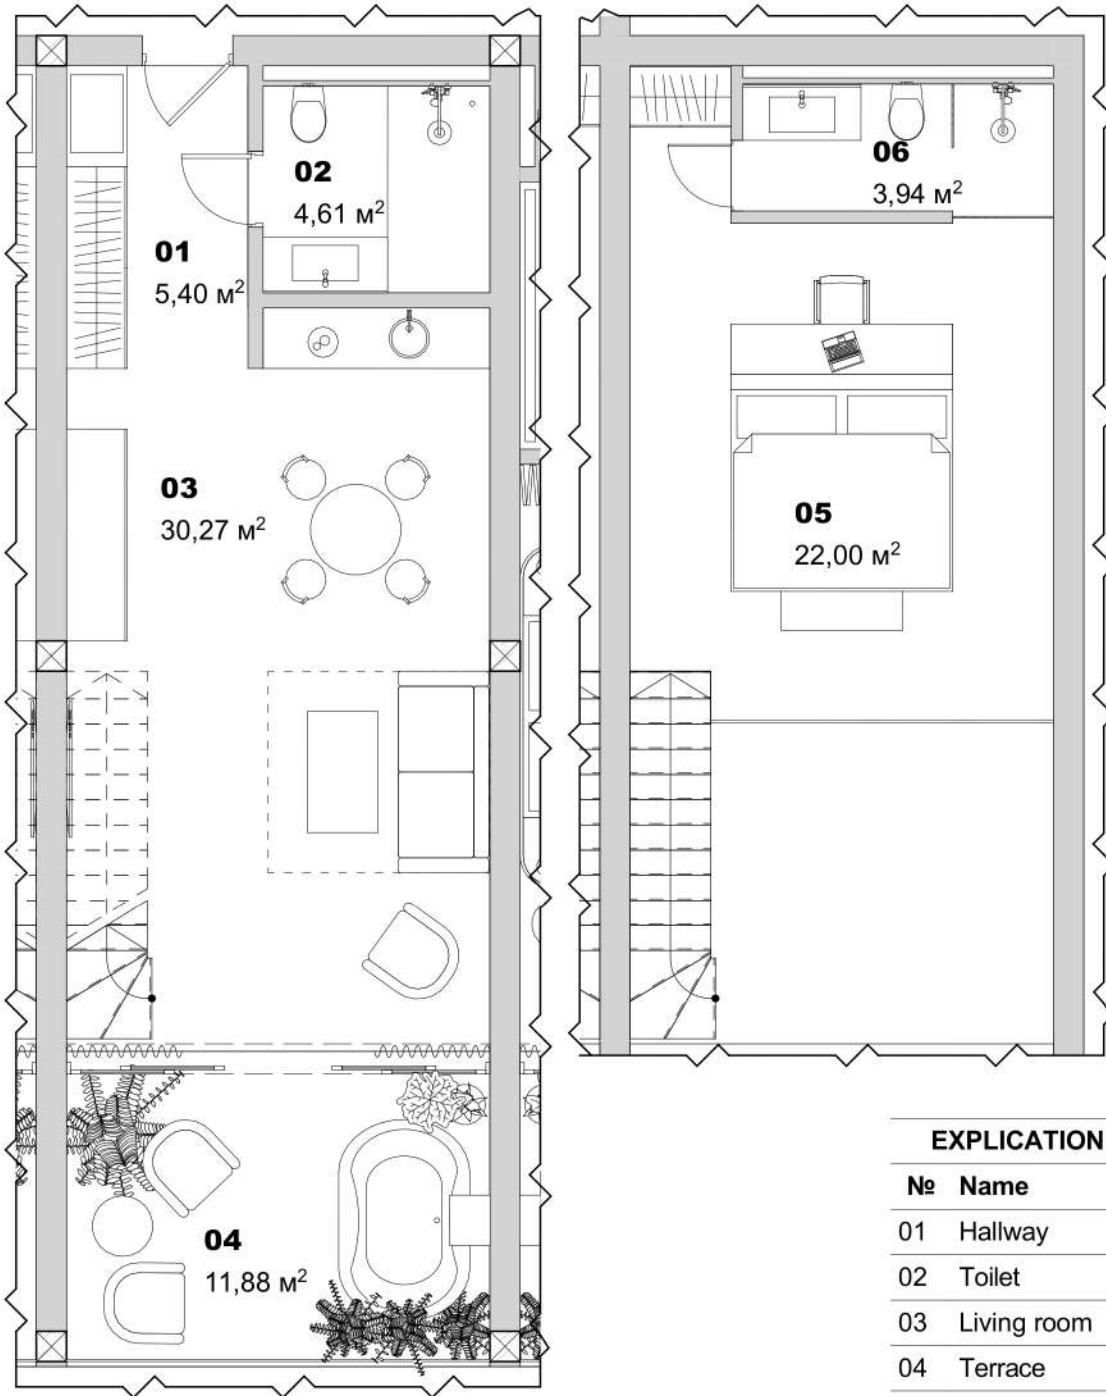 02
4,61 м²
01
5,40 м²
03
30,27 м²
04
11,88 м²
06
3,94 м²
05
22,00 м²
EXPLICATION
№ Name
01 Hallway
02 Toilet
03 Living room
04 Terrace